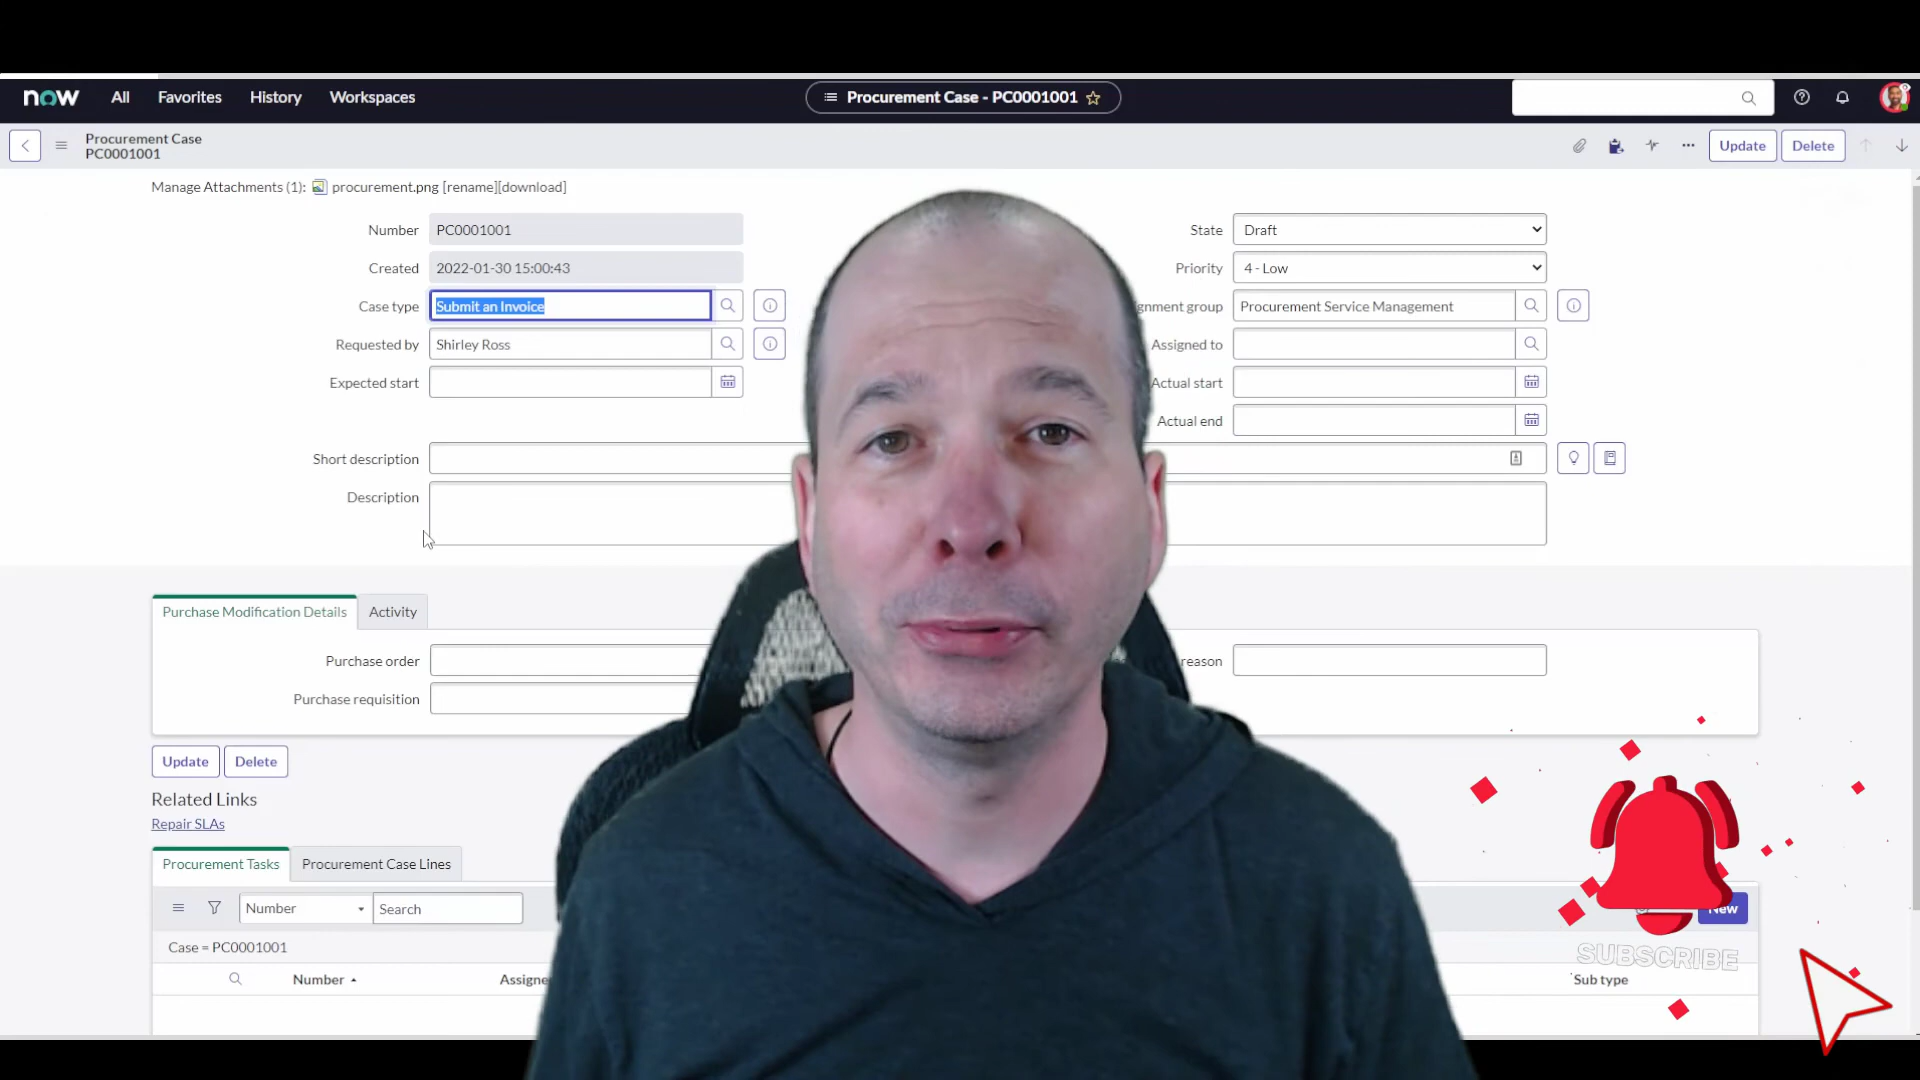 now All Favorites History Workspaces Procurement Case - PC0001001
Procurement Case
PC0001001
Update Delete
Manage Attachments (1): procurement.png [rename][download]
Number PC0001001 State Draft
Created 2022-01-30 15:00:43 Priority 4 - Low
Case type Submit an Invoice gnment group Procurement Service Management
Requested by Shirley Ross Assigned to
Expected start Actual start
Actual end
Short description
Description
Purchase Modification Details Activity
Purchase order reason
Purchase requisition
Update Delete
Related Links
Repair SLAs
Procurement Tasks Procurement Case Lines
Number Search New
Case = PC0001001
SUBSCRIBE
Number Assigne Sub type